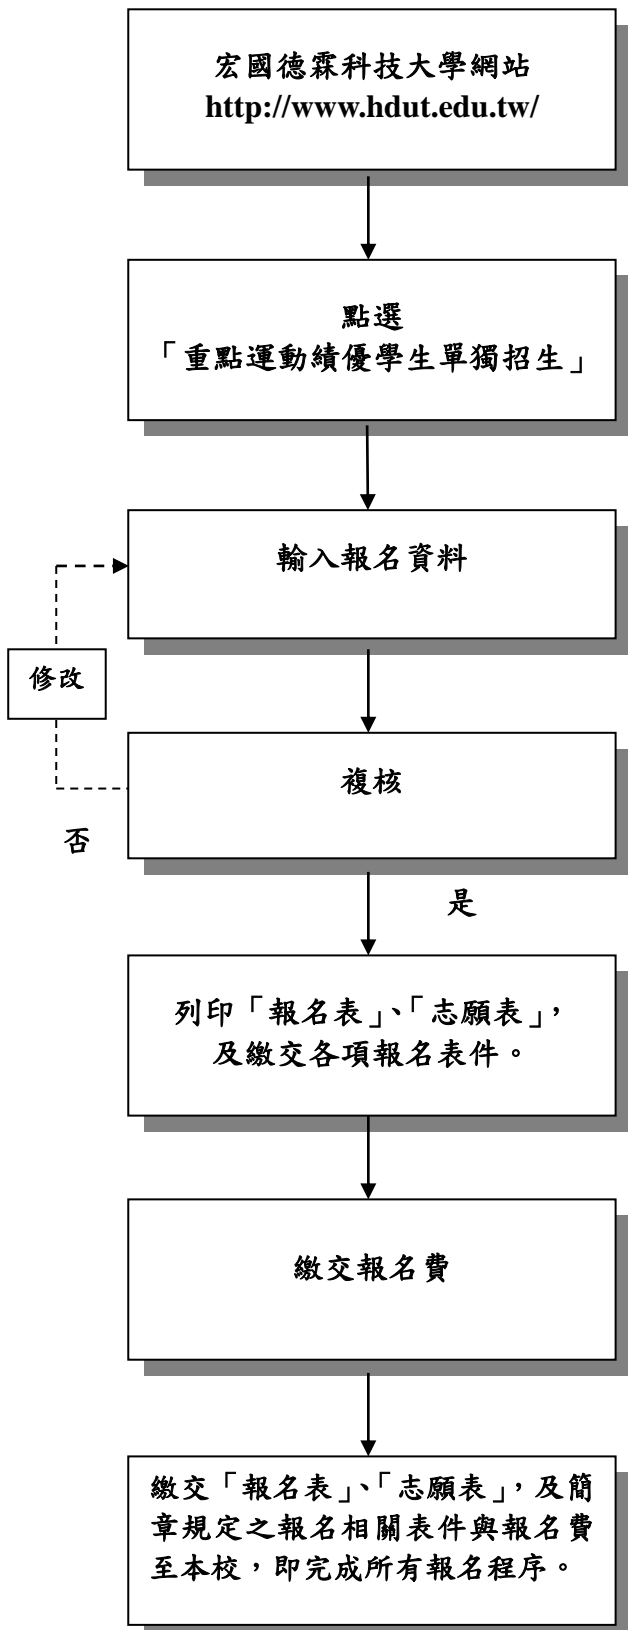 宏國德霖科技大學網站
http://www.hdut.edu.tw/
點選
「重點運動績優學生單獨招生」
輸入報名資料
修改
複核
否
是
列印「報名表」、「志願表」，
及繳交各項報名表件。
繳交報名費
繳交「報名表」、「志願表」，及簡
章規定之報名相關表件與報名費
至本校，即完成所有報名程序。